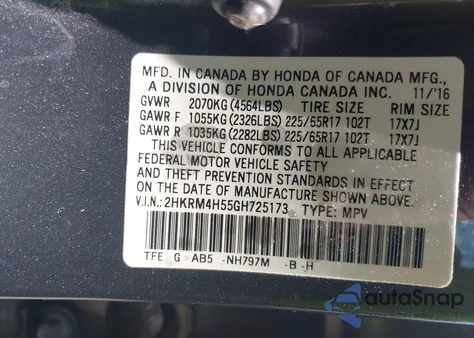 MFD. IN CANADA BY HONDA OF CANADA MFG.,
A DIVISION OF HONDA CANADA INC. 11/'16
GVWR 2070KG(4564LBS) TIRE SIZE RIM SIZE
GAWR F 1055KG(2326LBS) 225/65R17 102T 17X7J
GAWR R 1035KG(2282LBS) 225/65R17 102T 17X7J
THIS VEHICLE CONFORMS TO ALL APPLICABLE
FEDERAL MOTOR VEHICLE SAFETY
AND THEFT PREVENTION STANDARDS IN EFFECT
ON THE DATE OF MANUFACTURE SHOWN ABOVE.
V.I.N.: 2HKRM4H55GH725173 TYPE: MPV
TFE G AB5 -NH797M -B -H
autoSnap